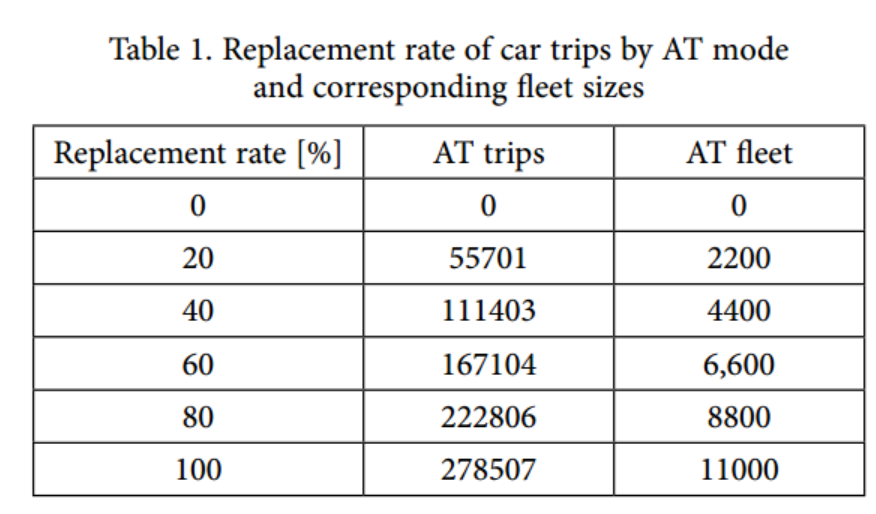 Table 1. Replacement rate of car trips by AT mode
and corresponding fleet sizes
Replacement rate [%] AT trips AT fleet
0 0 0
20 55701 2200
40 111403 4400
60 167104 6,600
80 222806 8800
100 278507 11000